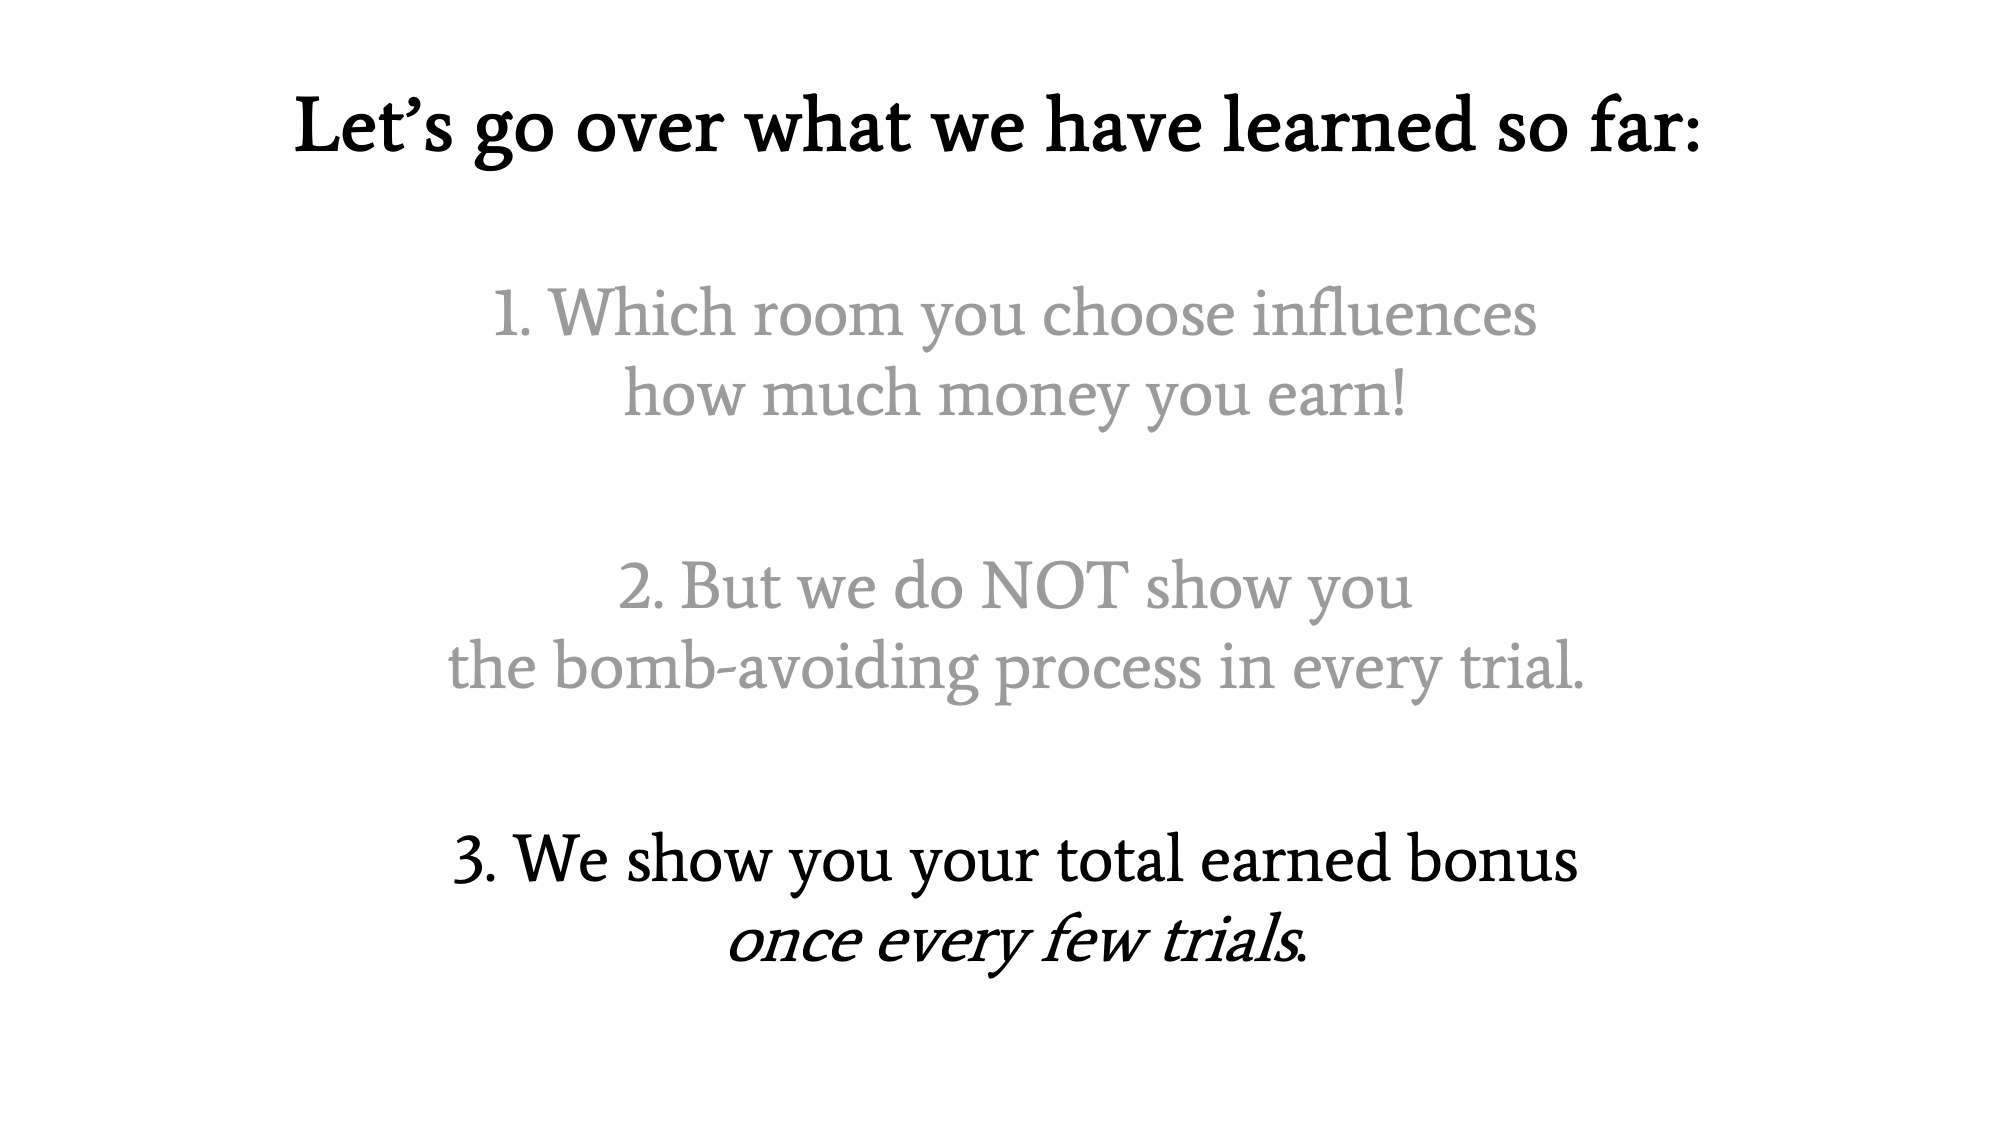 Let’s go over what we have learned so far:
1. Which room you choose influences
how much money you earn!
2. But we do NOT show you
the bomb-avoiding process in every trial.
3. We show you your total earned bonus
once every few trials.